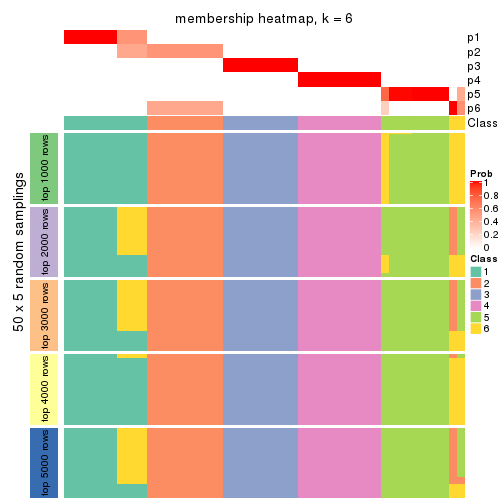 membership heatmap, k = 6
p1
p2
p3
p4
p5
p6
Class
50 x 5 random samplings
top 1000 rows
top 2000 rows
top 3000 rows
top 4000 rows
top 5000 rows
Prob
1
0.8
0.6
0.4
0.2
0
Class
1
2
3
4
5
6